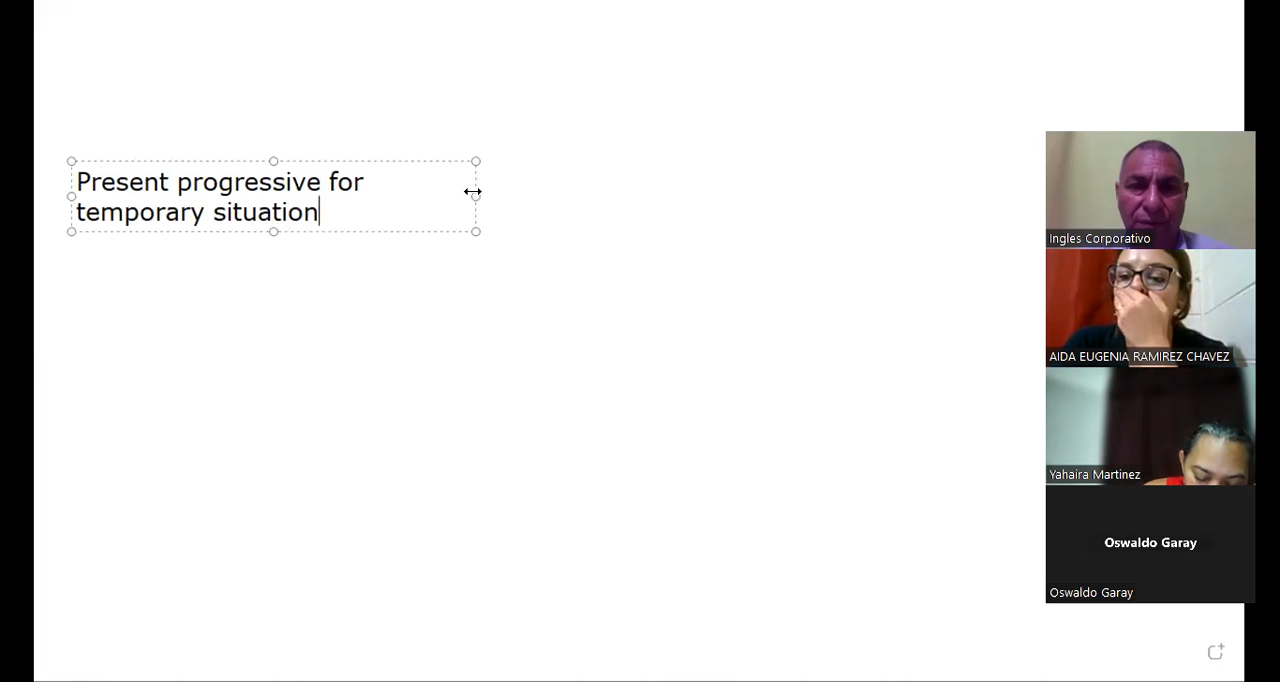 Present progressive for
temporary situation
Ingles Corporativo
AIDA EUGENIA RAMIREZ CHAVEZ
Yahaira Martinez
Oswaldo Garay
Oswaldo Garay